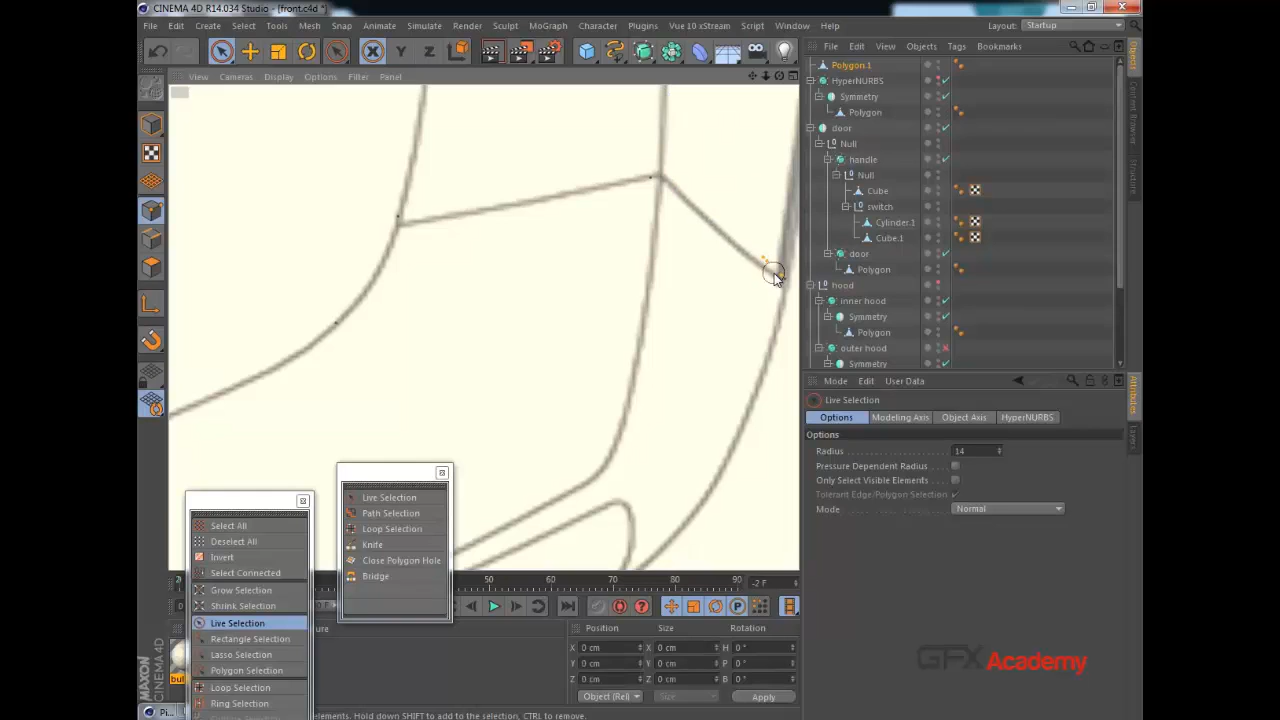 CINEMA 4D R14.034 Studio - [front.c4d *]
File Edit Create Select Tools Mesh Snap Animate Simulate Render Sculpt MoGraph Character Plugins Vue 10 xStream Script Window Help Layout: Startup
View Cameras Display Options Filter Panel
File Edit View Objects Tags Bookmarks
Polygon.1
HyperNURBS
Symmetry
Polygon
door
Null
handle
Null
Cube
switch
Cylinder.1
Cube.1
door
Polygon
hood
inner hood
Symmetry
Polygon
outer hood
Symmetry
Object
Content Browser
Structure
Mode Edit User Data
Live Selection
Options Modeling Axis Object Axis HyperNURBS
Options
Radius 14
Pressure Dependent Radius
Only Select Visible Elements
Tolerant Edge/Polygon Selection
Mode Normal
Attributes
Layers
Live Selection
Path Selection
Loop Selection
Knife
Close Polygon Hole
Bridge
Select All
Deselect All
Invert
Select Connected
Grow Selection
Shrink Selection
Live Selection
Rectangle Selection
Lasso Selection
Polygon Selection
Loop Selection
Ring Selection
50 60 70 80 90 -2 F
Position Size Rotation
X 0 cm X 0 cm H 0 °
Y 0 cm Y 0 cm P 0 °
Z 0 cm Z 0 cm B 0 °
Object (Rel) Size Apply
MAXON
CINEMA 4D
GFX Academy
elements. Hold down SHIFT to add to the selection, CTRL to remove.